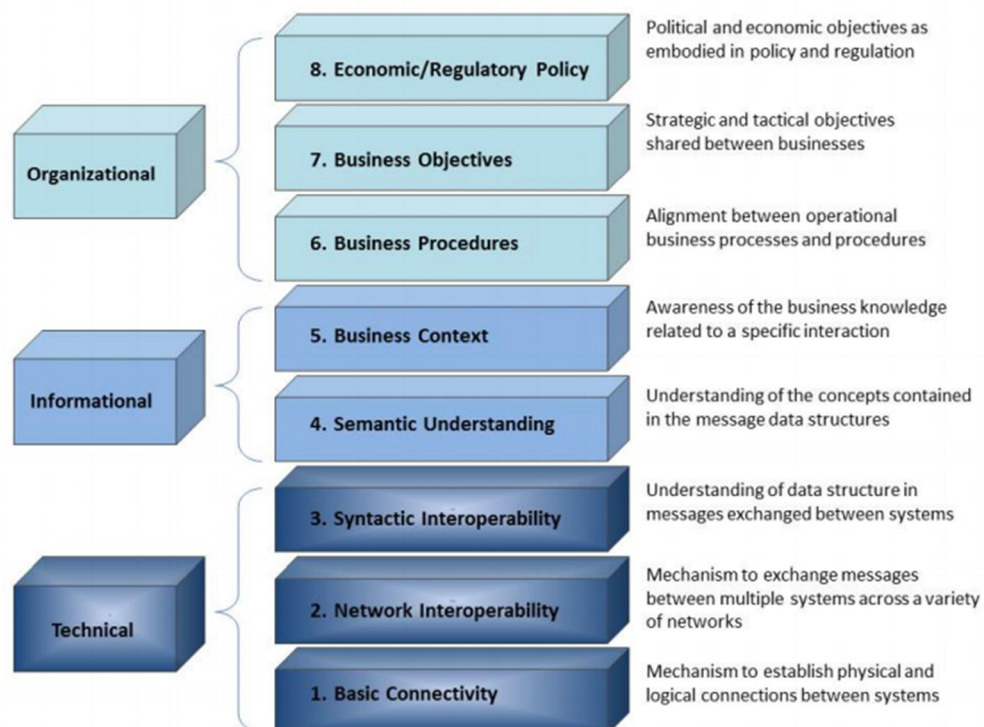 Organizational
8. Economic/Regulatory Policy
Political and economic objectives as
embodied in policy and regulation
7. Business Objectives
Strategic and tactical objectives
shared between businesses
6. Business Procedures
Alignment between operational
business processes and procedures
Informational
5. Business Context
Awareness of the business knowledge
related to a specific interaction
4. Semantic Understanding
Understanding of the concepts contained
in the message data structures
Technical
3. Syntactic Interoperability
Understanding of data structure in
messages exchanged between systems
2. Network Interoperability
Mechanism to exchange messages
between multiple systems across a variety
of networks
1. Basic Connectivity
Mechanism to establish physical and
logical connections between systems